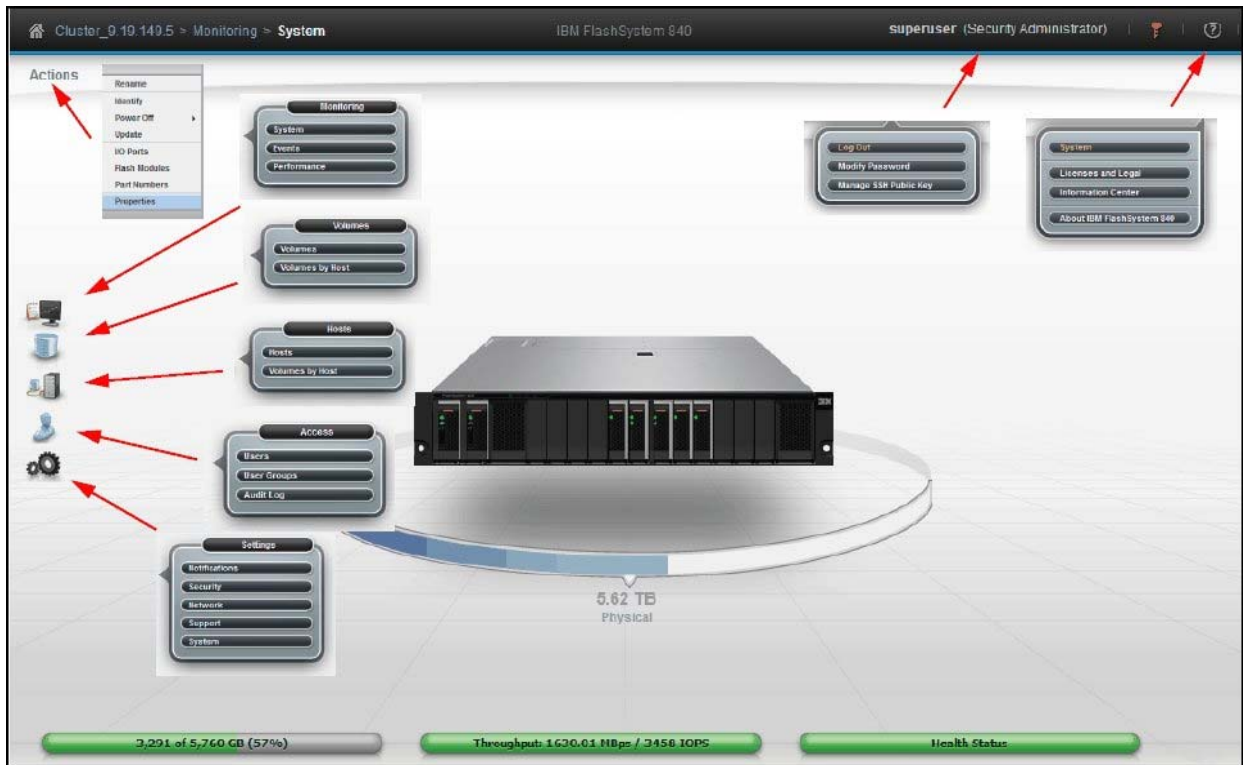 Cluster_9.19.149.5 > Monitoring > System
IBM FlashSystem 840
superuser (Security Administrator)
Actions
Rename
Identify
Power Off
Update
I/O Ports
Flash Modules
Part Numbers
Properties
Monitoring
System
Events
Performance
Volumes
Volumes
Volumes by Host
Hosts
Hosts
Volumes by Host
Access
Users
User Groups
Audit Log
Settings
Notifications
Security
Network
Support
System
Log Out
Modify Password
Manage SSH Public Key
System
Licenses and Legal
Information Center
About IBM FlashSystem 840
IBM
5.62 TB
Physical
3,291 of 5,760 GB (57%)
Throughput: 1630.01 MBps / 3458 IOPS
Health Status